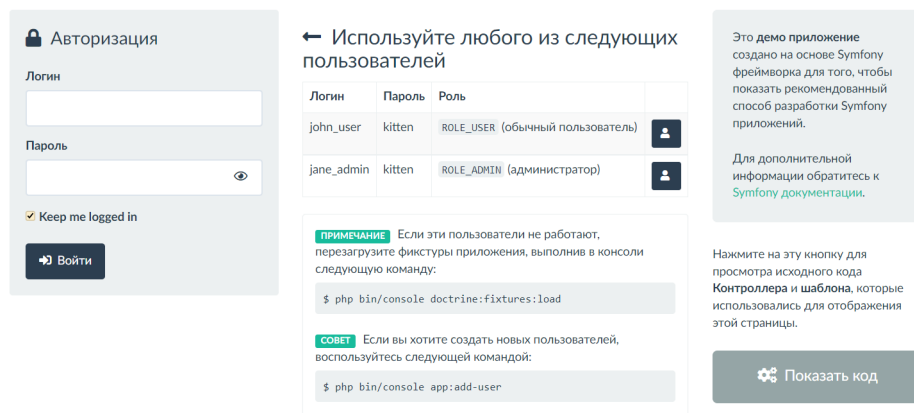 Авторизация
Логин
Пароль
Keep me logged in
Войти
Используйте любого из следующих
пользователей
Логин Пароль Роль
john_user kitten ROLE_USER (обычный пользователь)
jane_admin kitten ROLE_ADMIN (администратор)
ПРИМЕЧАНИЕ Если эти пользователи не работают,
перезагрузите фикстуры приложения, выполнив в консоли
следующую команду:
$ php bin/console doctrine:fixtures:load
СОВЕТ Если вы хотите создать новых пользователей,
воспользуйтесь следующей командой:
$ php bin/console app:add-user
Это демо приложение
создано на основе Symfony
фреймворка для того, чтобы
показать рекомендованный
способ разработки Symfony
приложений.
Для дополнительной
информации обратитесь к
Symfony документации.
Нажмите на эту кнопку для
просмотра исходного кода
Контроллера и шаблона, которые
использовались для отображения
этой страницы.
Показать код